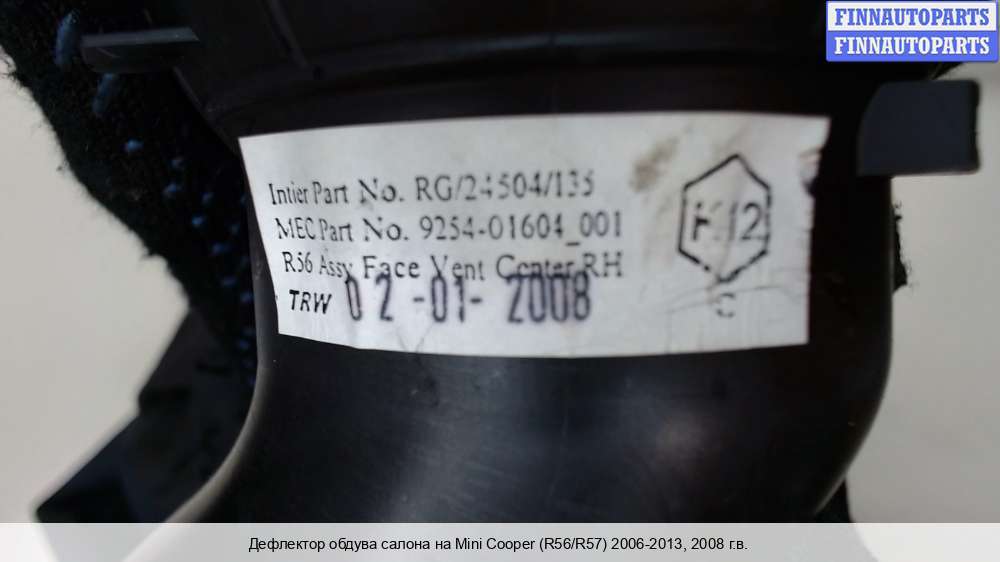 FINNAUTOPARTS
FINNAUTOPARTS
Intier Part No. RG/24504/135
MEC Part No. 9254-01604_001
R56 Assy Face Vent Center RH
TRW 02-01-2008
C
Дефлектор обдува салона на Mini Cooper (R56/R57) 2006-2013, 2008 г.в.